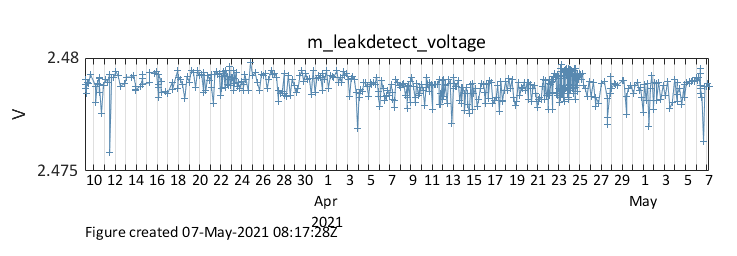 m_leakdetect_voltage
2.48
V
2.475
10 12 14 16 18 20 22 24 26 28 30 1 3 5 7 9 11 13 15 17 19 21 23 25 27 29 1 3 5 7
Apr May
2021
Figure created 07-May-2021 08:17:28Z